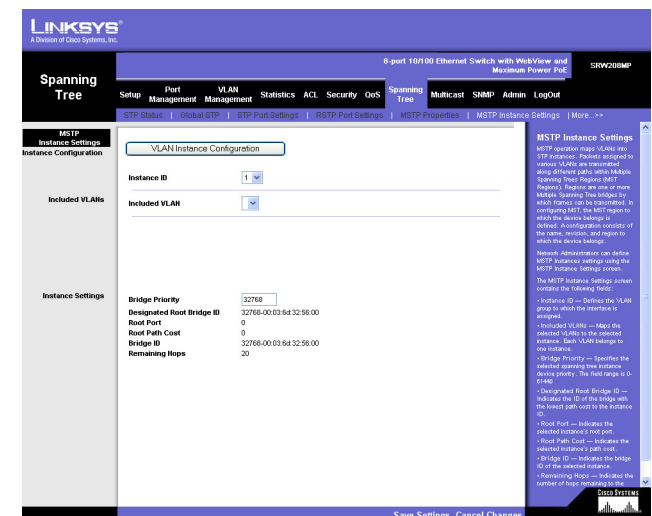 LINKSYS®
A Division of Cisco Systems, Inc.
8-port 10/100 Ethernet Switch with WebView and
Maximum Power PoE
SRW208MP
Spanning
Tree
Setup
Port
Management
VLAN
Management
Statistics
ACL
Security
QoS
Spanning
Tree
Multicast
SNMP
Admin
LogOut
STP Status | Global STP | STP Port Settings | RSTP Port Settings | MSTP Properties | MSTP Instance Settings | More...>>
MSTP
Instance Settings
Instance Configuration
VLAN Instance Configuration
Instance ID
1
Included VLANs
Included VLAN
Instance Settings
Bridge Priority
32768
Designated Root Bridge ID 32768-00:03:6d:32:56:00
Root Port 0
Root Path Cost 0
Bridge ID 32768-00:03:6d:32:56:00
Remaining Hops 20
MSTP Instance Settings
MSTP operation maps VLANs into
STP instances. Packets assigned to
various VLANs are transmitted
along different paths within Multiple
Spanning Trees Regions (MST
Regions). Regions are one or more
Multiple Spanning Tree bridges by
which frames can be transmitted. In
configuring MST, the MST region to
which the device belongs is
defined. A configuration consists of
the name, revision, and region to
which the device belongs.
Network Administrators can define
MSTP Instances settings using the
MSTP Instance Settings screen.
The MSTP Instance Settings screen
contains the following fields:
• Instance ID — Defines the VLAN
group to which the interface is
assigned.
• Included VLANs — Maps the
selected VLANs to the selected
instance. Each VLAN belongs to
one instance.
• Bridge Priority — Specifies the
selected spanning tree instance
device priority. The field range is 0-
61440
• Designated Root Bridge ID —
Indicates the ID of the bridge with
the lowest path cost to the instance
ID.
• Root Port — Indicates the
selected instance's root port.
• Root Path Cost — Indicates the
selected instance's path cost.
• Bridge ID — Indicates the bridge
ID of the selected instance.
• Remaining Hops — Indicates the
number of hops remaining to the
Save Settings Cancel Changes
CISCO SYSTEMS